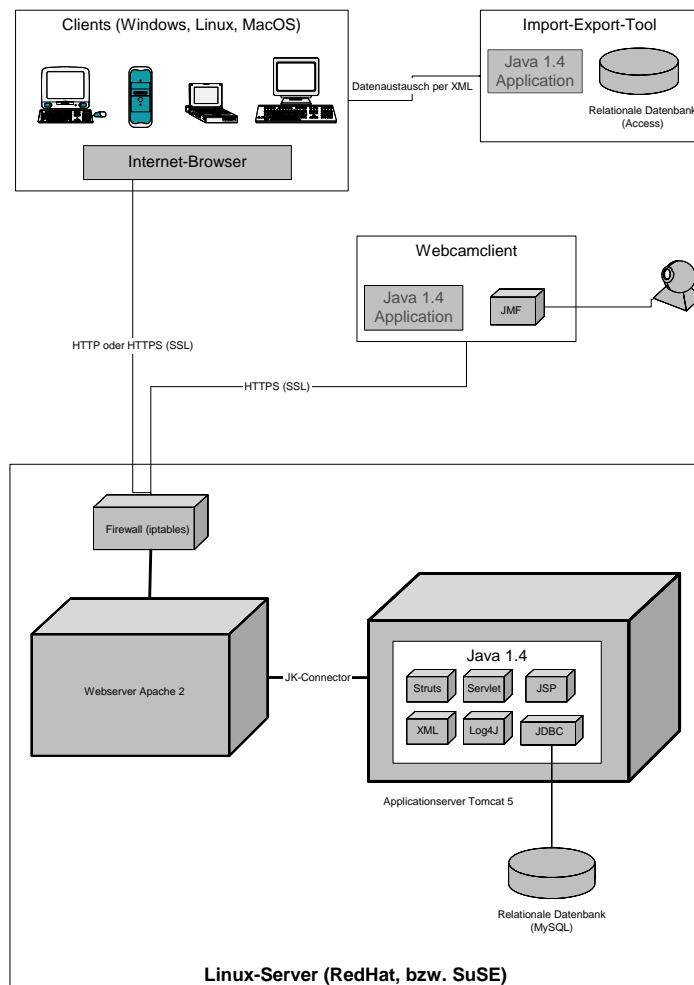 Clients (Windows, Linux, MacOS)
Internet-Browser
Datenaustausch per XML
Import-Export-Tool
Java 1.4
Application
Relationale Datenbank
(Access)
Webcamclient
Java 1.4
Application
JMF
HTTP oder HTTPS (SSL)
HTTPS (SSL)
Firewall (iptables)
Webserver Apache 2
JK-Connector
Java 1.4
Struts
Servlet
JSP
XML
Log4J
JDBC
Applicationserver Tomcat 5
Relationale Datenbank
(MySQL)
Linux-Server (RedHat, bzw. SuSE)